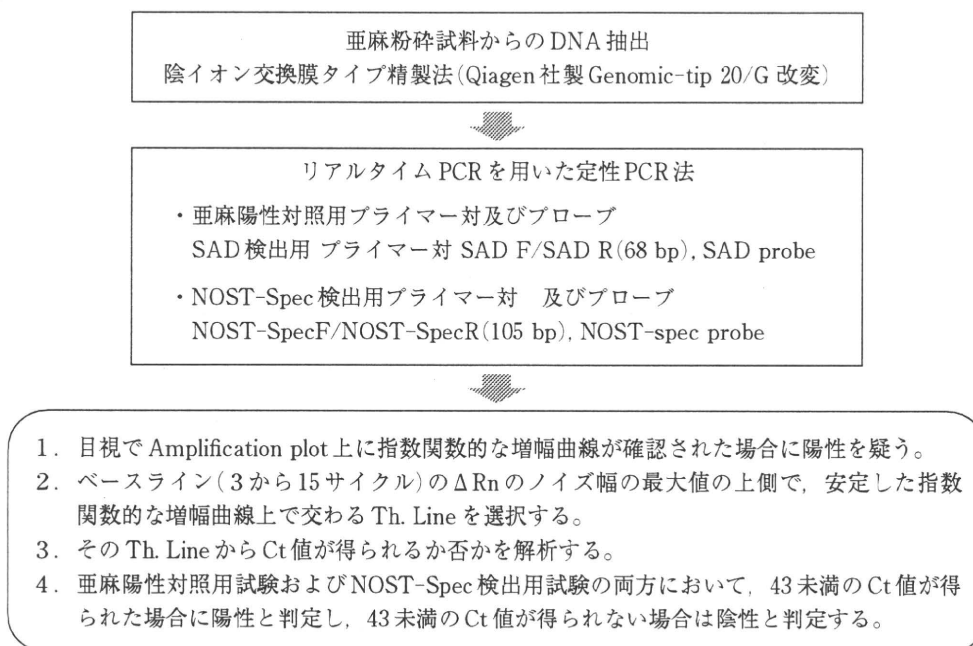 亜麻粉砕試料からのDNA抽出
陰イオン交換膜タイプ精製法(Qiagen社製Genomic-tip 20/G 改変)
リアルタイムPCRを用いた定性PCR法
・亜麻陽性対照用プライマー対及びプローブ
SAD検出用 プライマー対 SAD F/SAD R(68 bp), SAD probe
・NOST-Spec検出用プライマー対 及びプローブ
NOST-SpecF/NOST-SpecR(105 bp), NOST-spec probe
1. 目視でAmplification plot上に指数関数的な増幅曲線が確認された場合に陽性を疑う。
2. ベースライン(3から15サイクル)のΔRnのノイズ幅の最大値の上側で，安定した指数
関数的な増幅曲線上で交わるTh. Lineを選択する。
3. そのTh. LineからCt値が得られるか否かを解析する。
4. 亜麻陽性対照用試験およびNOST-Spec検出用試験の両方において，43未満のCt値が得
られた場合に陽性と判定し，43未満のCt値が得られない場合は陰性と判定する。